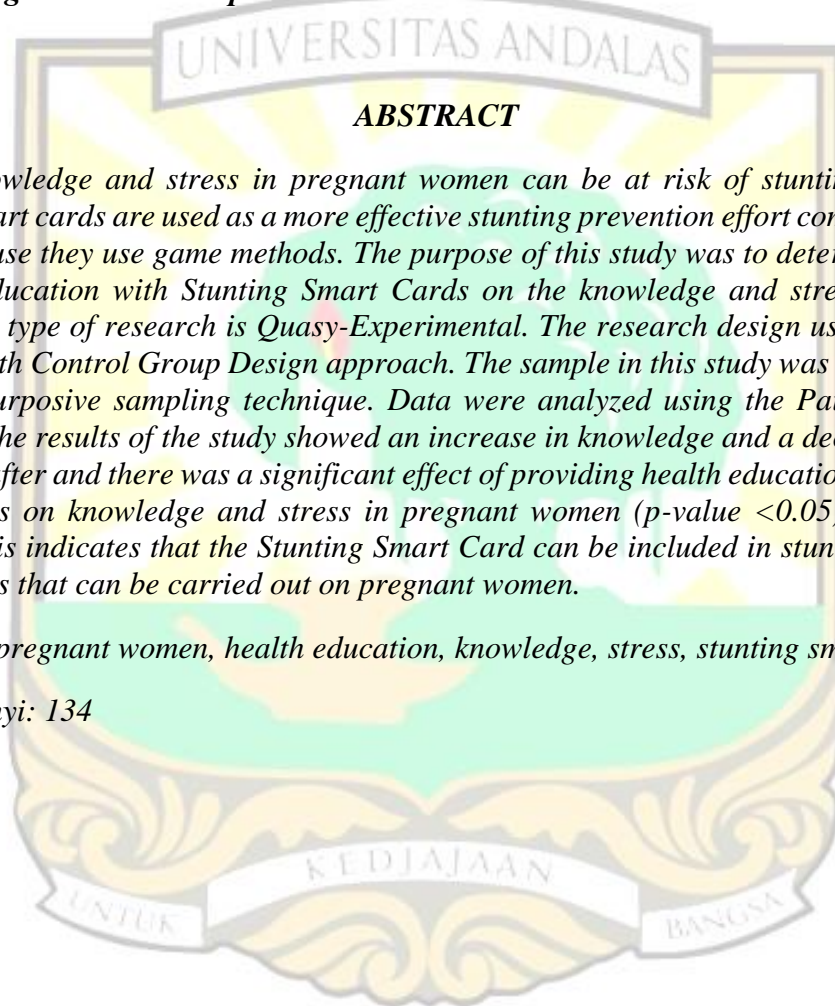 UNIVERSITAS ANDALAS
ABSTRACT
owledge and stress in pregnant women can be at risk of stunti
art cards are used as a more effective stunting prevention effort con
use they use game methods. The purpose of this study was to deter
ducation with Stunting Smart Cards on the knowledge and stre
type of research is Quasy-Experimental. The research design us
th Control Group Design approach. The sample in this study was
urposive sampling technique. Data were analyzed using the Pa
he results of the study showed an increase in knowledge and a de
fter and there was a significant effect of providing health educatio
s on knowledge and stress in pregnant women (p-value <0.05)
is indicates that the Stunting Smart Card can be included in stun
s that can be carried out on pregnant women.
pregnant women, health education, knowledge, stress, stunting sm
nyi: 134
KEDJAJAAN
UNTUK
BANGSA